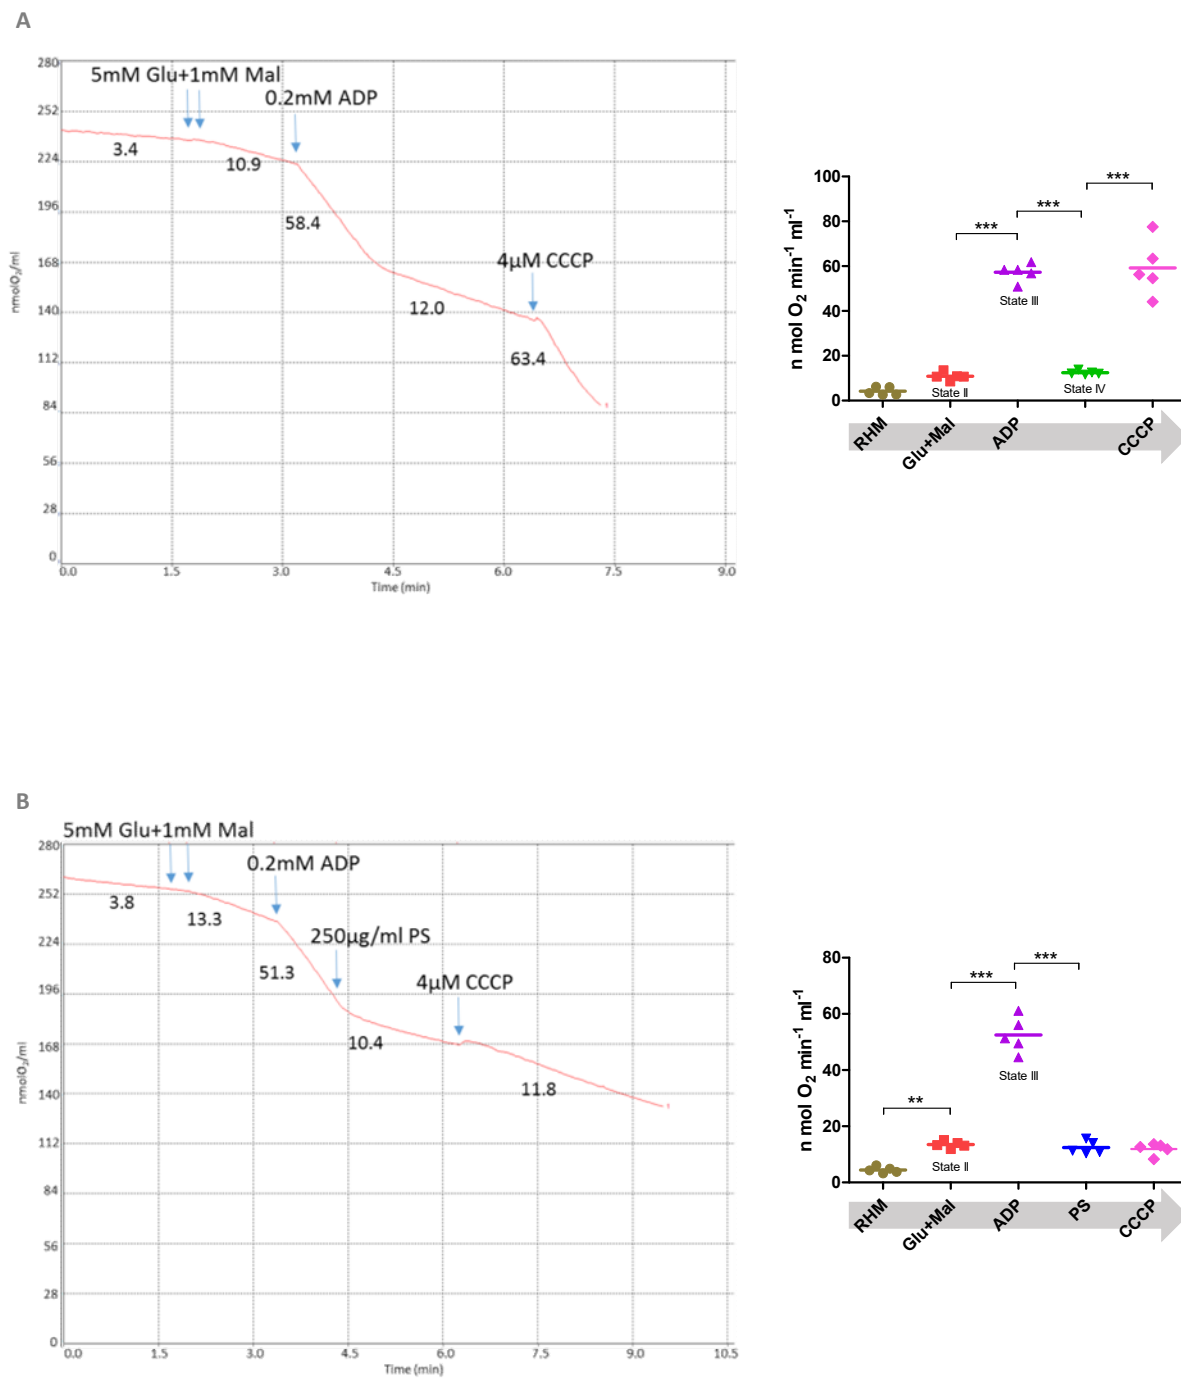 A
280
5mM Glu+1mM Mal
0.2mM ADP
252
3.4
224
10.9
196
58.4
168
4µM CCCP
140
12.0
112
63.4
84
56
28
0
0.0 1.5 3.0 4.5 6.0 7.5 9.0
Time (min)
nmolO2/ml
100
80
60
40
20
0
n mol O2 min-1 ml-1
***
***
***
State III
State II
State IV
RHM
Glu+Mal
ADP
CCCP
B
5mM Glu+1mM Mal
280
0.2mM ADP
252
3.8
13.3
250µg/ml PS
224
51.3
4µM CCCP
196
10.4
168
11.8
140
112
84
56
28
0
0.0 1.5 3.0 4.5 6.0 7.5 9.0 10.5
Time (min)
nmolO2/ml
80
60
40
20
0
n mol O2 min-1 ml-1
***
***
**
State III
State II
RHM
Glu+Mal
ADP
PS
CCCP